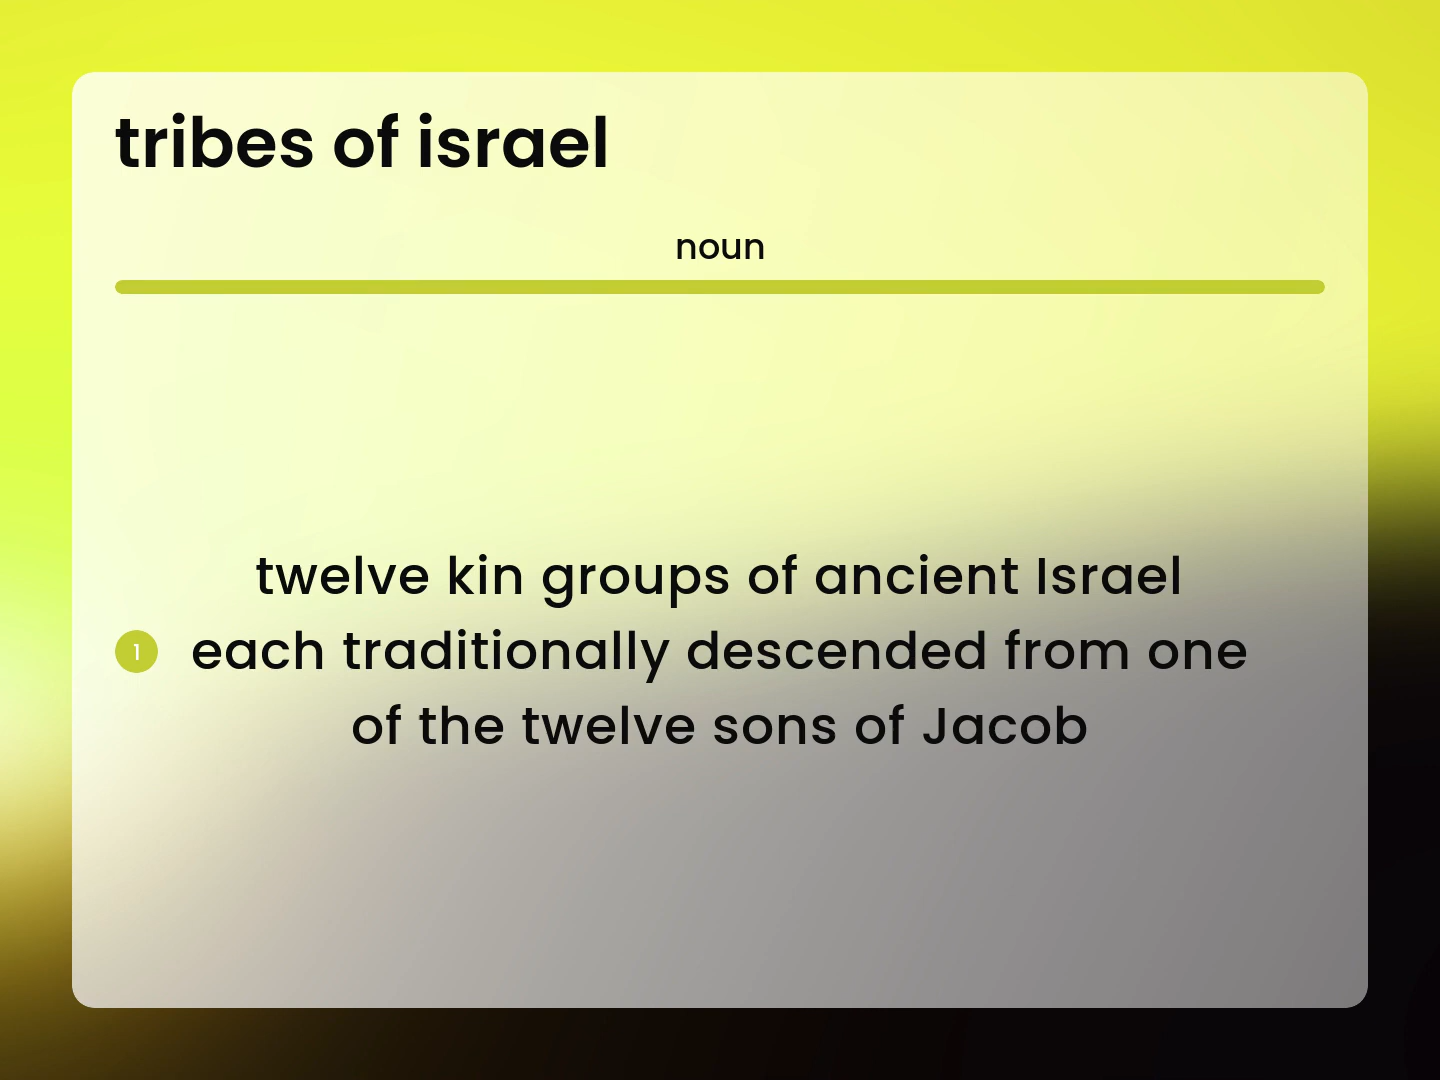 tribes of israel
noun
twelve kin groups of ancient Israel
1 each traditionally descended from one
of the twelve sons of Jacob